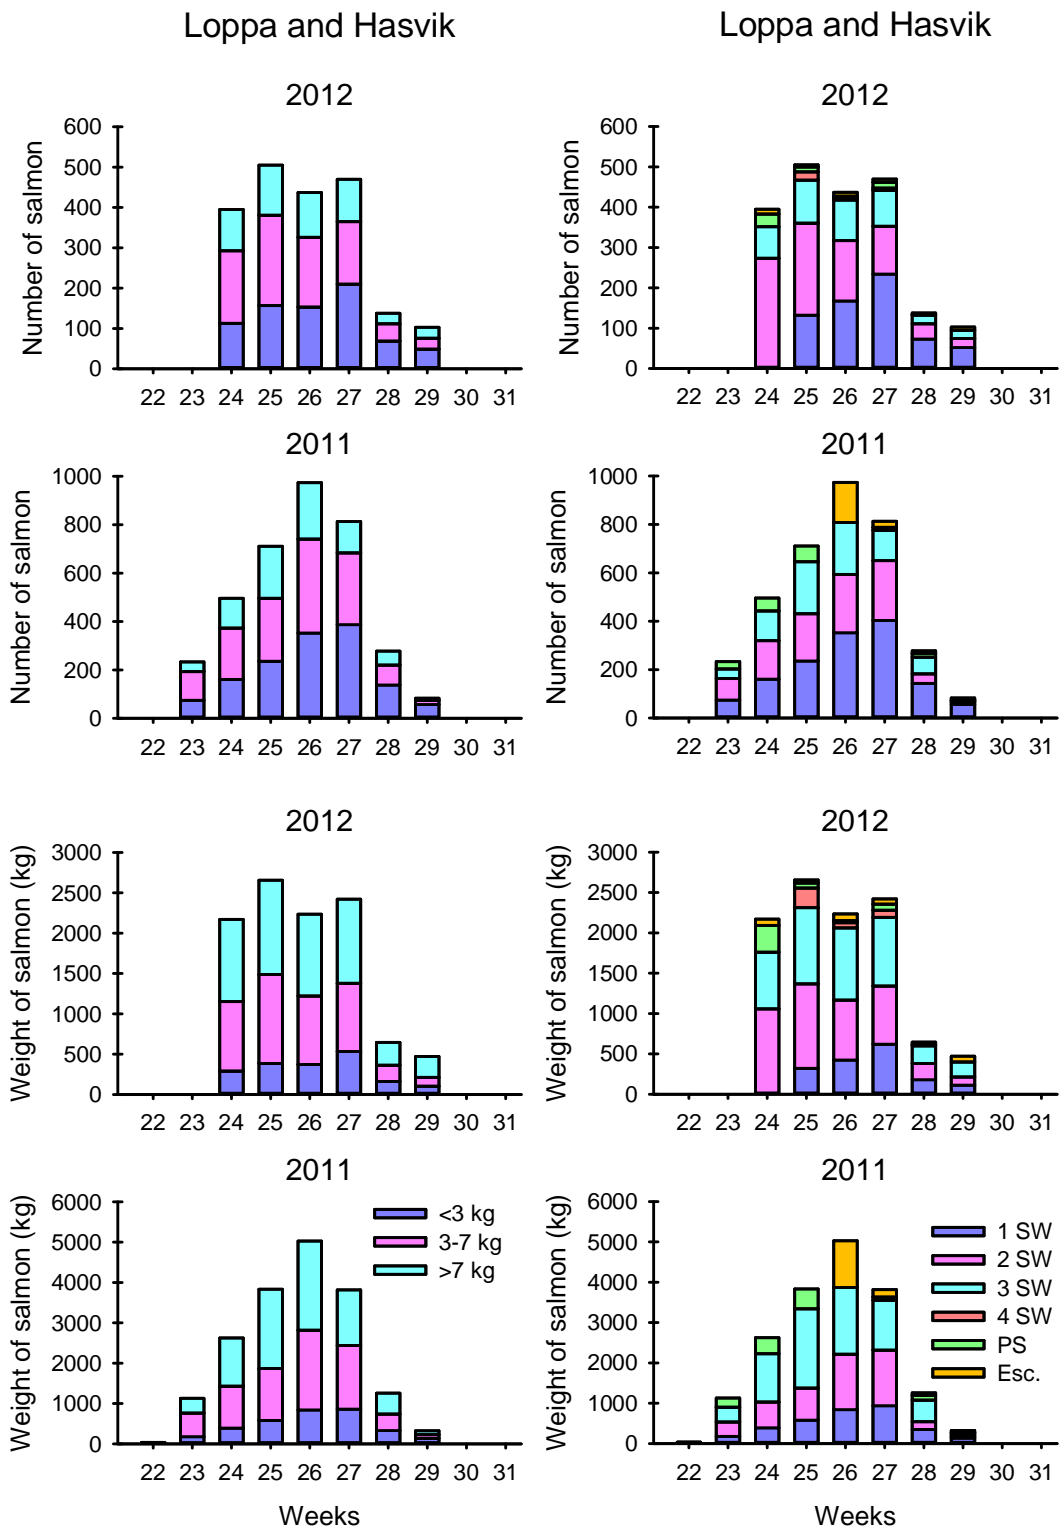 Loppa and Hasvik
Loppa and Hasvik
2012
Number of salmon
600
500
400
300
200
100
0
22 23 24 25 26 27 28 29 30 31
2012
Number of salmon
600
500
400
300
200
100
0
22 23 24 25 26 27 28 29 30 31
2011
Number of salmon
1000
800
600
400
200
0
22 23 24 25 26 27 28 29 30 31
2011
Number of salmon
1000
800
600
400
200
0
22 23 24 25 26 27 28 29 30 31
2012
Weight of salmon (kg)
3000
2500
2000
1500
1000
500
0
22 23 24 25 26 27 28 29 30 31
2012
Weight of salmon (kg)
3000
2500
2000
1500
1000
500
0
22 23 24 25 26 27 28 29 30 31
2011
Weight of salmon (kg)
6000
5000
4000
3000
2000
1000
0
<3 kg
3-7 kg
>7 kg
22 23 24 25 26 27 28 29 30 31
Weeks
2011
Weight of salmon (kg)
6000
5000
4000
3000
2000
1000
0
1 SW
2 SW
3 SW
4 SW
PS
Esc.
22 23 24 25 26 27 28 29 30 31
Weeks